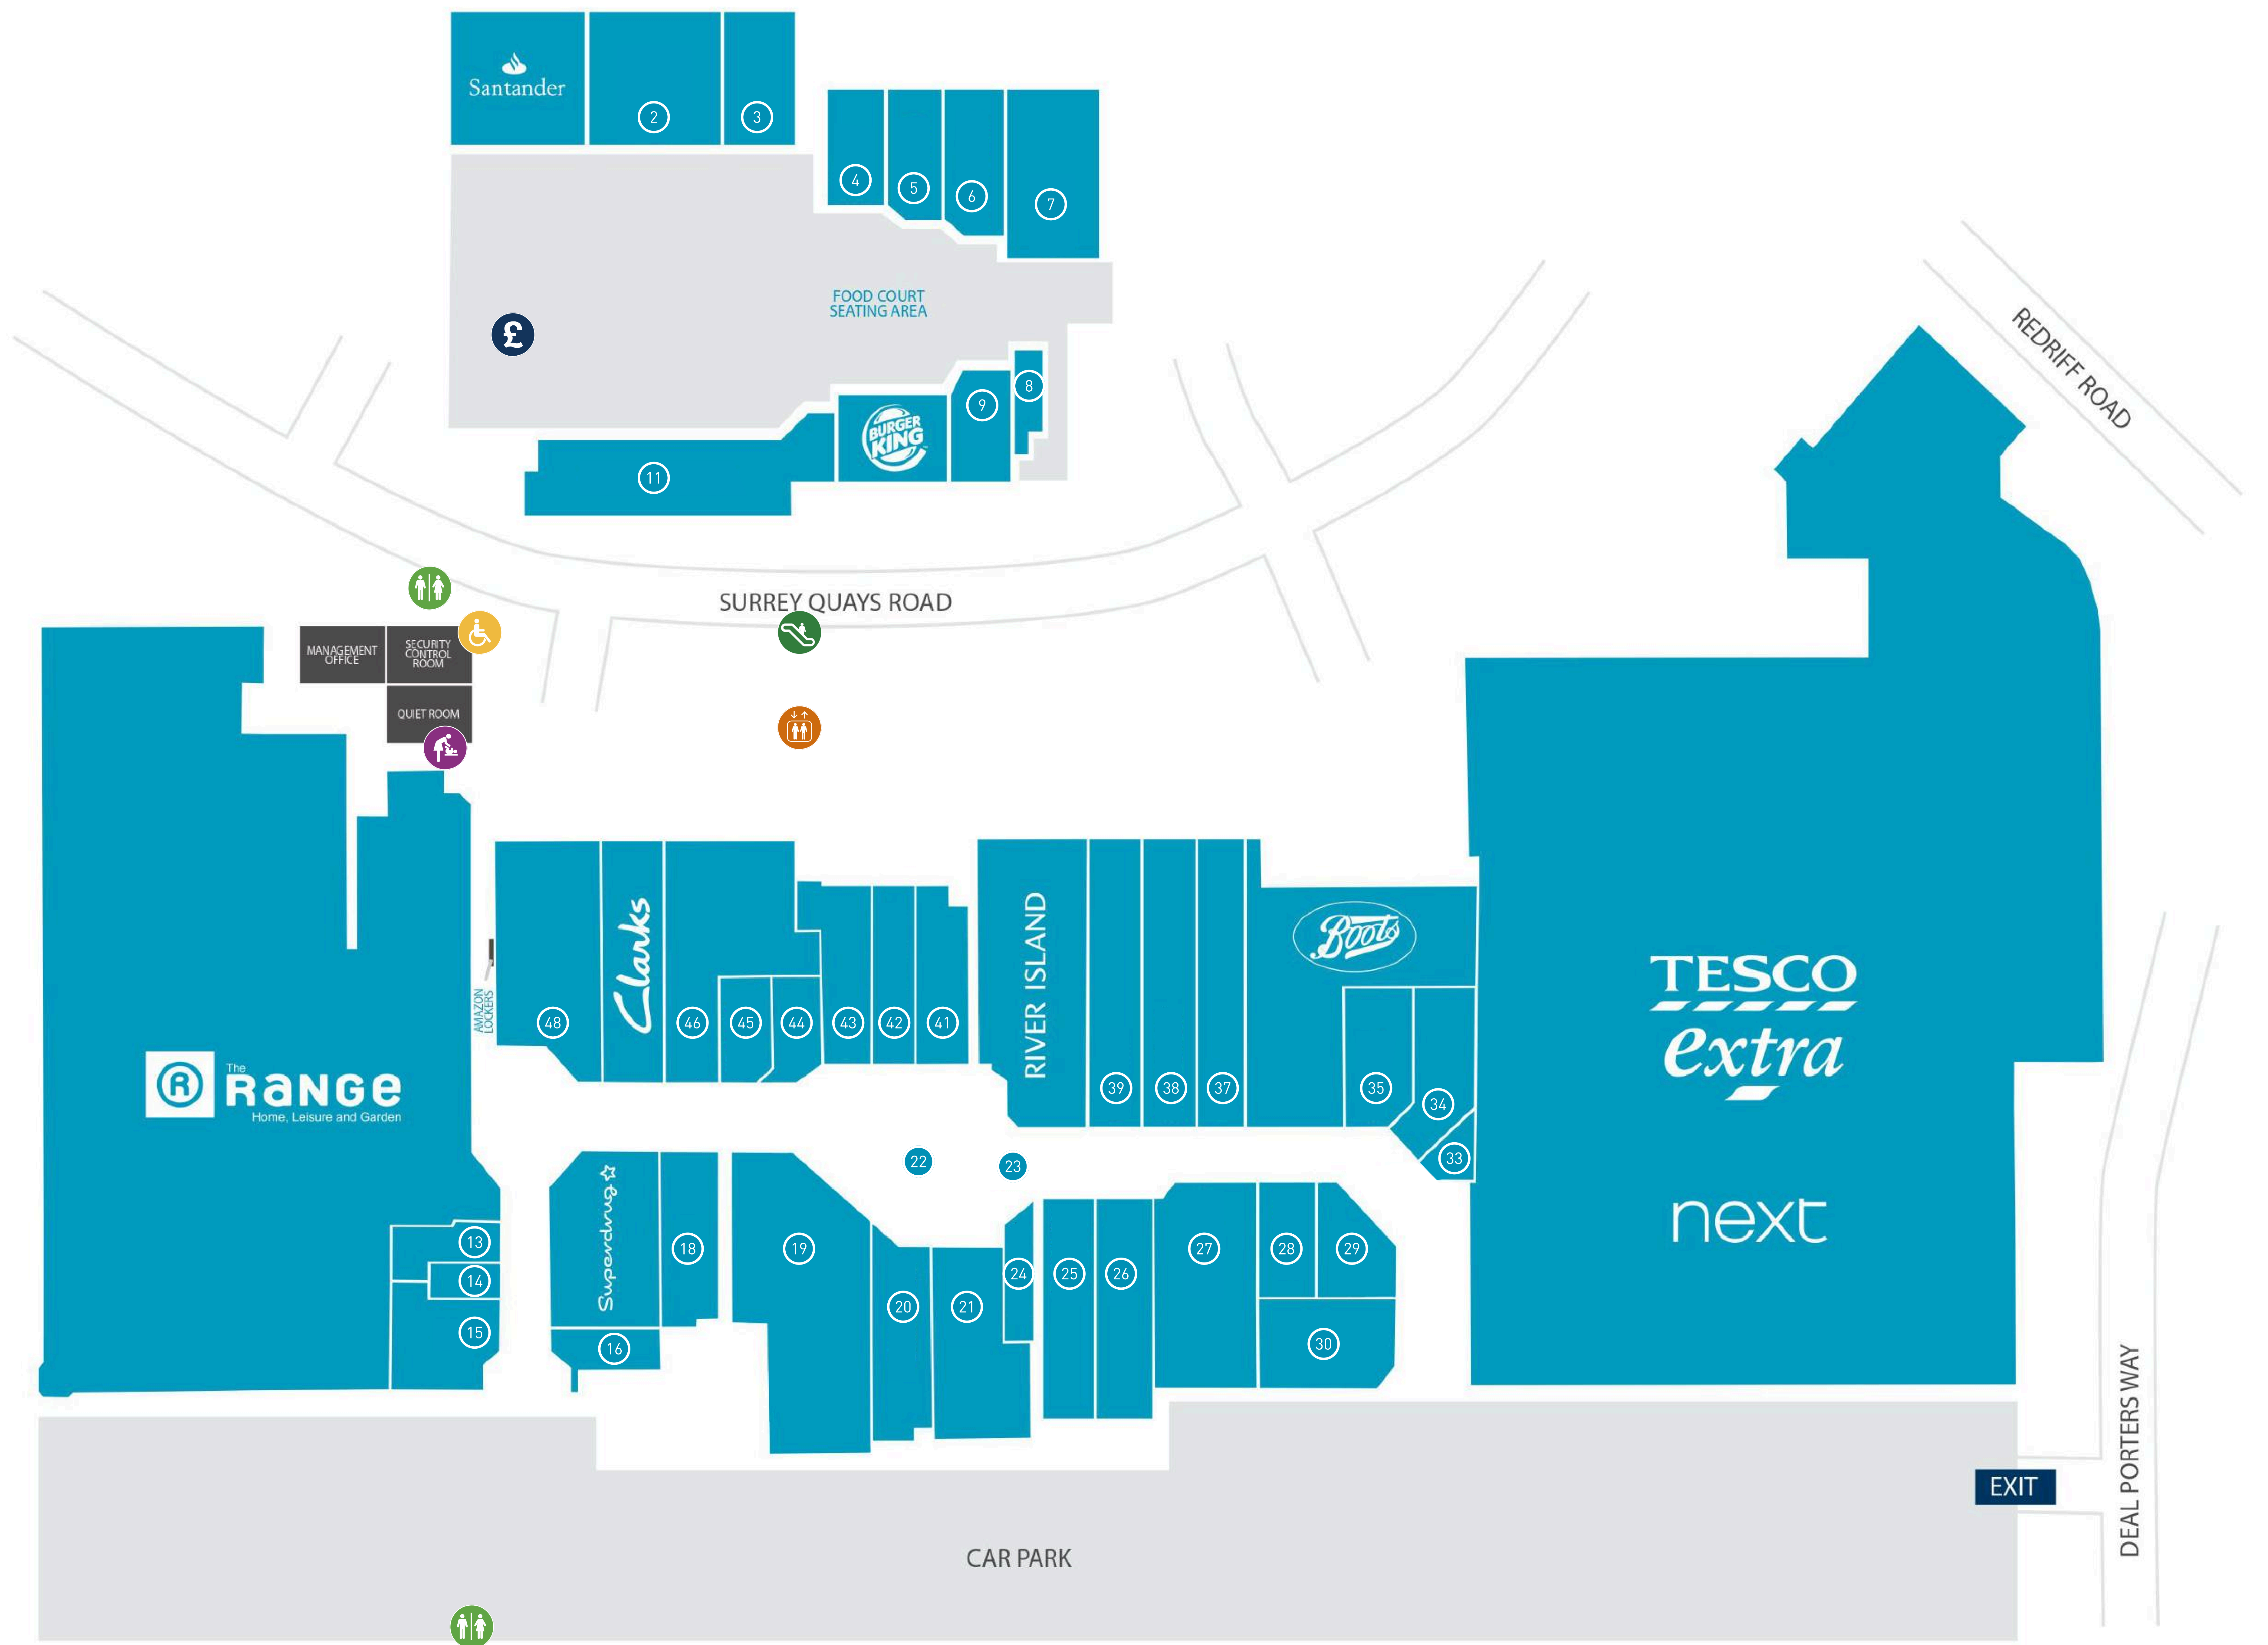 Santander
2
3
4
5
6
7
FOOD COURT
SEATING AREA
£
8
9
BURGER
KING
11
REDRIFF ROAD
SURREY QUAYS ROAD
MANAGEMENT
OFFICE
SECURITY
CONTROL
ROOM
QUIET ROOM
AMAZON
LOCKERS
48
Clarks
46
45
44
43
42
41
RIVER ISLAND
39
38
37
Boots
35
34
33
TESCO
extra
next
R
The
RANGE
Home, Leisure and Garden
13
14
15
Superdrug
16
18
19
20
21
22
23
24
25
26
27
28
29
30
EXIT
DEAL PORTERS WAY
CAR PARK